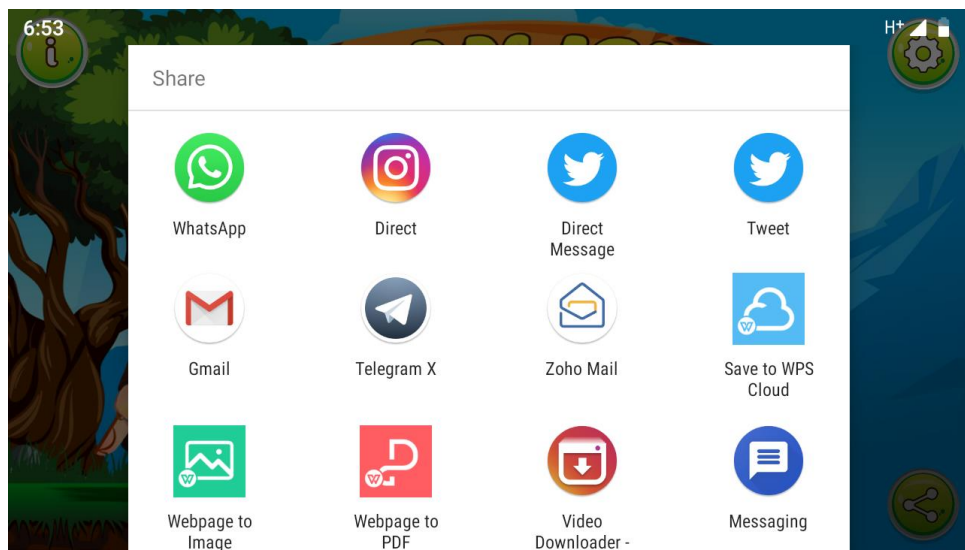 6:53
H+
Share
WhatsApp
Direct
Direct
Message
Tweet
Gmail
Telegram X
Zoho Mail
Save to WPS
Cloud
Webpage to
Image
Webpage to
PDF
Video
Downloader -
Messaging